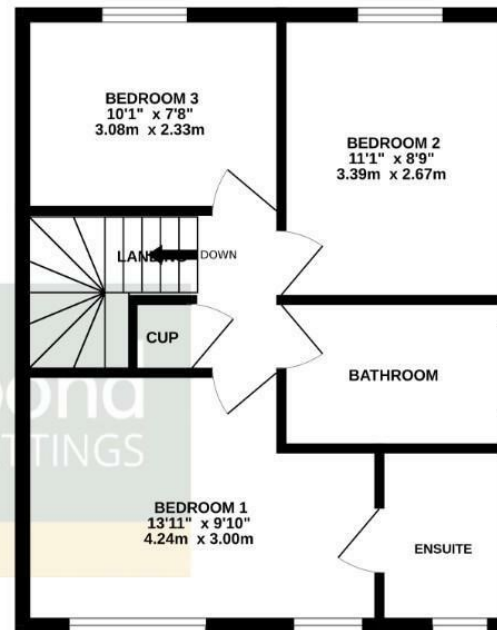 BEDROOM 3
10'1" x 7'8"
3.08m x 2.33m
BEDROOM 2
11'1" x 8'9"
3.39m x 2.67m
DOWN
CUP
BATHROOM
ond
TTINGS
BEDROOM 1
13'11" x 9'10"
4.24m x 3.00m
ENSUITE